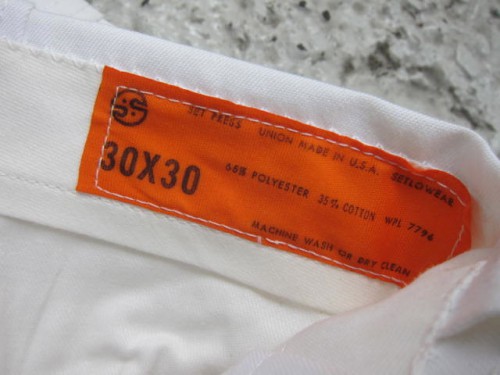 S·S
SET PRESS UNION MADE IN U.S.A. SETLOWEAR
30X30
65% POLYESTER 35% COTTON WPL 7796
MACHINE WASH OR DRY CLEAN